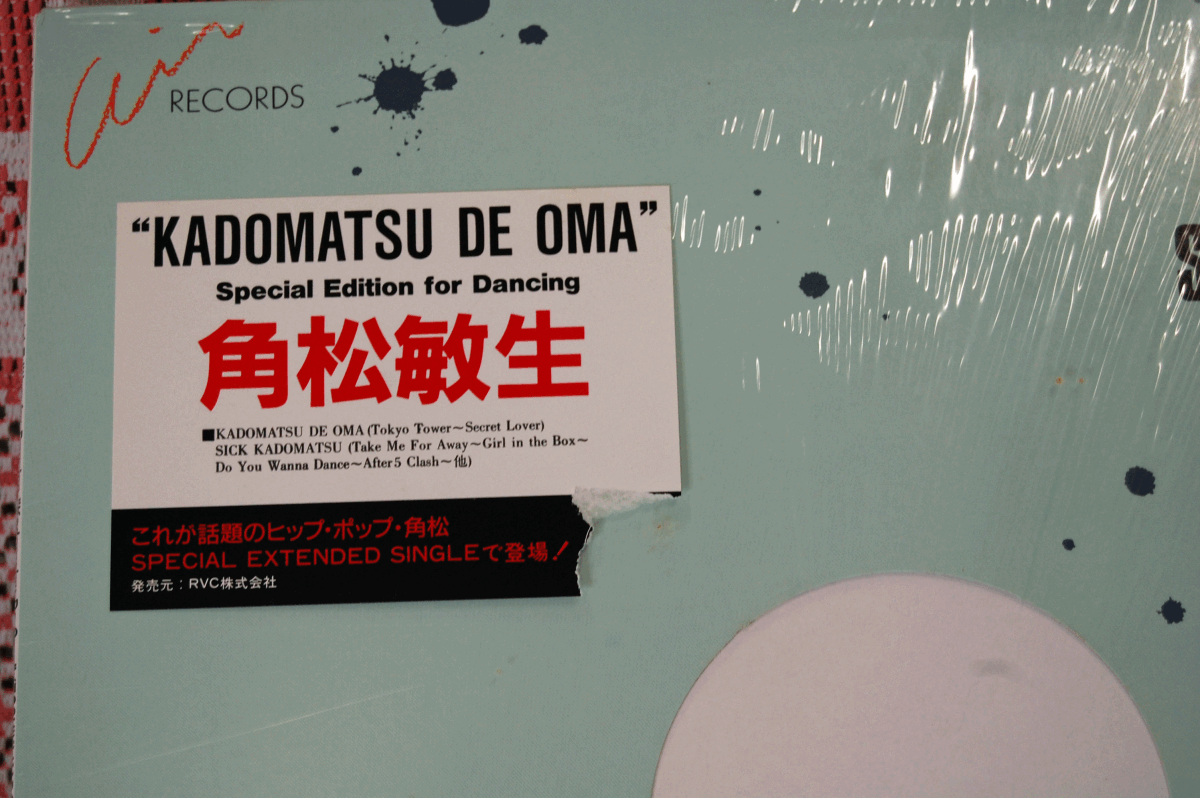 air
RECORDS
“KADOMATSU DE OMA”
Special Edition for Dancing
角松敏生
■KADOMATSU DE OMA (Tokyo Tower~Secret Lover)
SICK KADOMATSU (Take Me For Away~Girl in the Box~
Do You Wanna Dance~After 5 Clash~他)
これが話題のヒップ・ポップ・角松
SPECIAL EXTENDED SINGLEで登場!
発売元：RVC株式会社